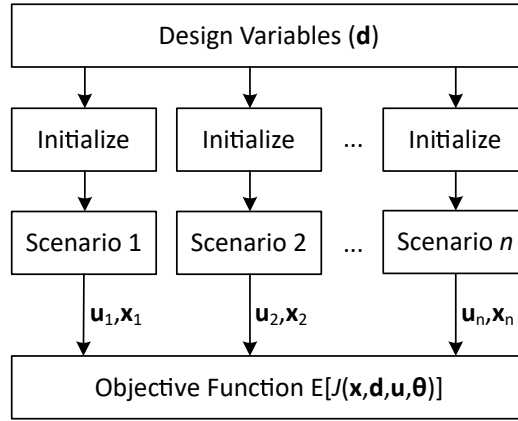 Design Variables (d)
Initialize Initialize ... Initialize
Scenario 1 Scenario 2 ... Scenario n
u₁,x₁ u₂,x₂ uₙ,xₙ
Objective Function E[J(x,d,u,θ)]